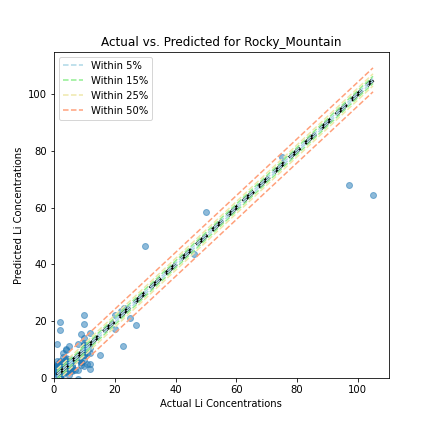 Actual vs. Predicted for Rocky_Mountain
Within 5%
Within 15%
Within 25%
Within 50%
Predicted Li Concentrations
100
80
60
40
20
0
0 20 40 60 80 100
Actual Li Concentrations